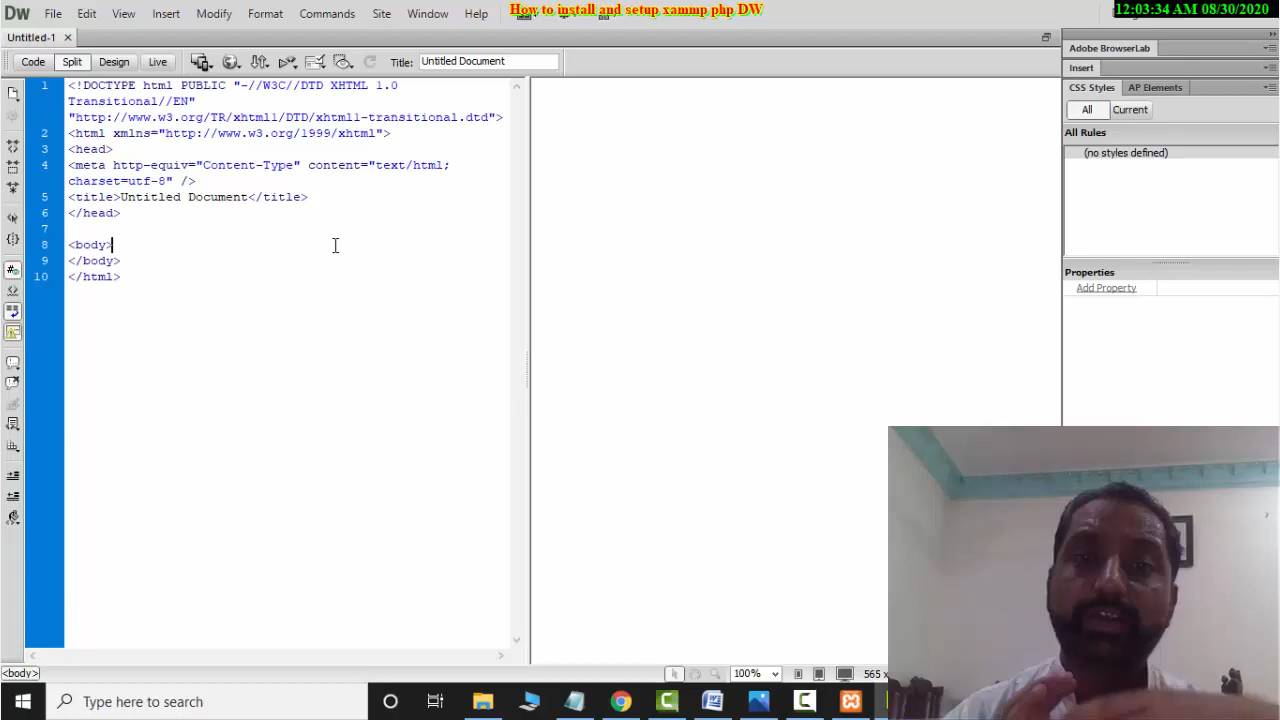 How to install and setup xammp php DW
12:03:34 AM 08/30/2020
Dw File Edit View Insert Modify Format Commands Site Window Help
Untitled-1 ×
Code Split Design Live Title: Untitled Document
1 <!DOCTYPE html PUBLIC "-//W3C//DTD XHTML 1.0
Transitional//EN"
"http://www.w3.org/TR/xhtml1/DTD/xhtml1-transitional.dtd">
2 <html xmlns="http://www.w3.org/1999/xhtml">
3 <head>
4 <meta http-equiv="Content-Type" content="text/html;
charset=utf-8" />
5 <title>Untitled Document</title>
6 </head>
7
8 <body>
9 </body>
10 </html>
Adobe BrowserLab
Insert
CSS Styles AP Elements
All Current
All Rules
(no styles defined)
Properties
Add Property
<body>
100%
565 x
Type here to search